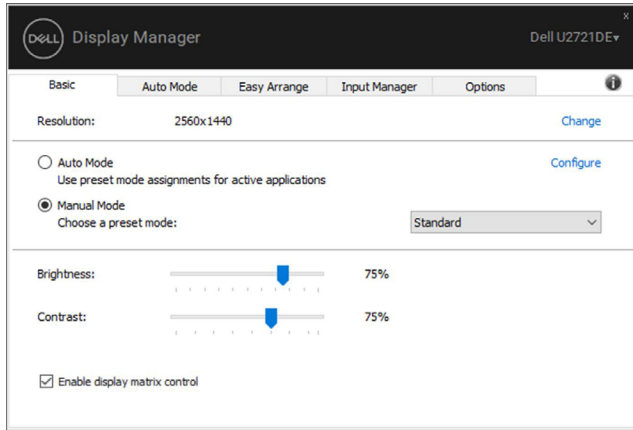 x
DELL Display Manager Dell U2721DE
Basic Auto Mode Easy Arrange Input Manager Options i
Resolution: 2560x1440 Change
Auto Mode Configure
Use preset mode assignments for active applications
Manual Mode
Choose a preset mode: Standard
Brightness: 75%
Contrast: 75%
Enable display matrix control